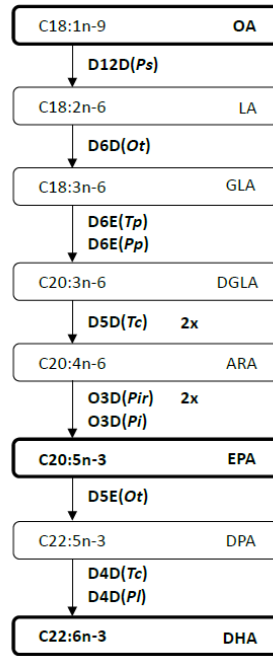 C18:1n-9 OA
D12D(Ps)
C18:2n-6 LA
D6D(Ot)
C18:3n-6 GLA
D6E(Tp)
D6E(Pp)
C20:3n-6 DGLA
D5D(Tc) 2x
C20:4n-6 ARA
O3D(Pir) 2x
O3D(Pi)
C20:5n-3 EPA
D5E(Ot)
C22:5n-3 DPA
D4D(Tc)
D4D(Pl)
C22:6n-3 DHA